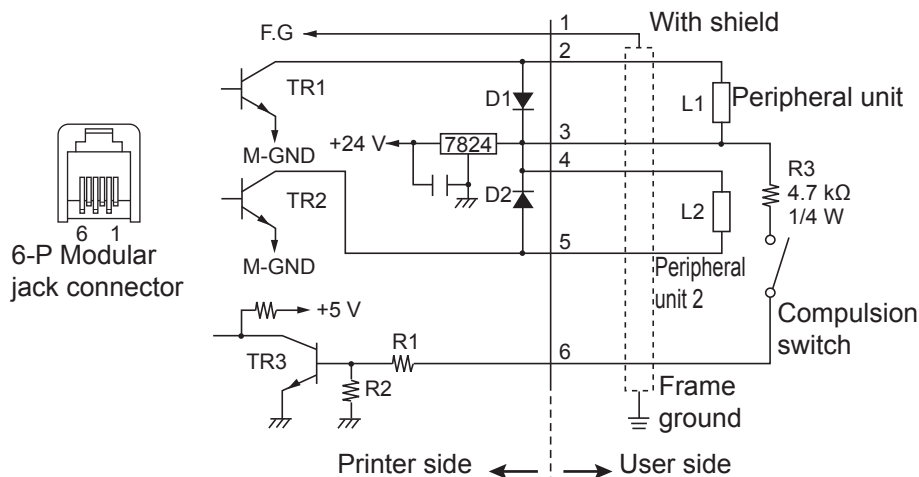 1
With shield
F.G
2
TR1
D1
L1
Peripheral unit
3
+24 V
7824
M-GND
4
R3
4.7 kΩ
1/4 W
TR2
D2
L2
6 1
6-P Modular
jack connector
5
M-GND
Peripheral
unit 2
+5 V
Compulsion
switch
R1
6
TR3
R2
Frame
ground
Printer side
User side